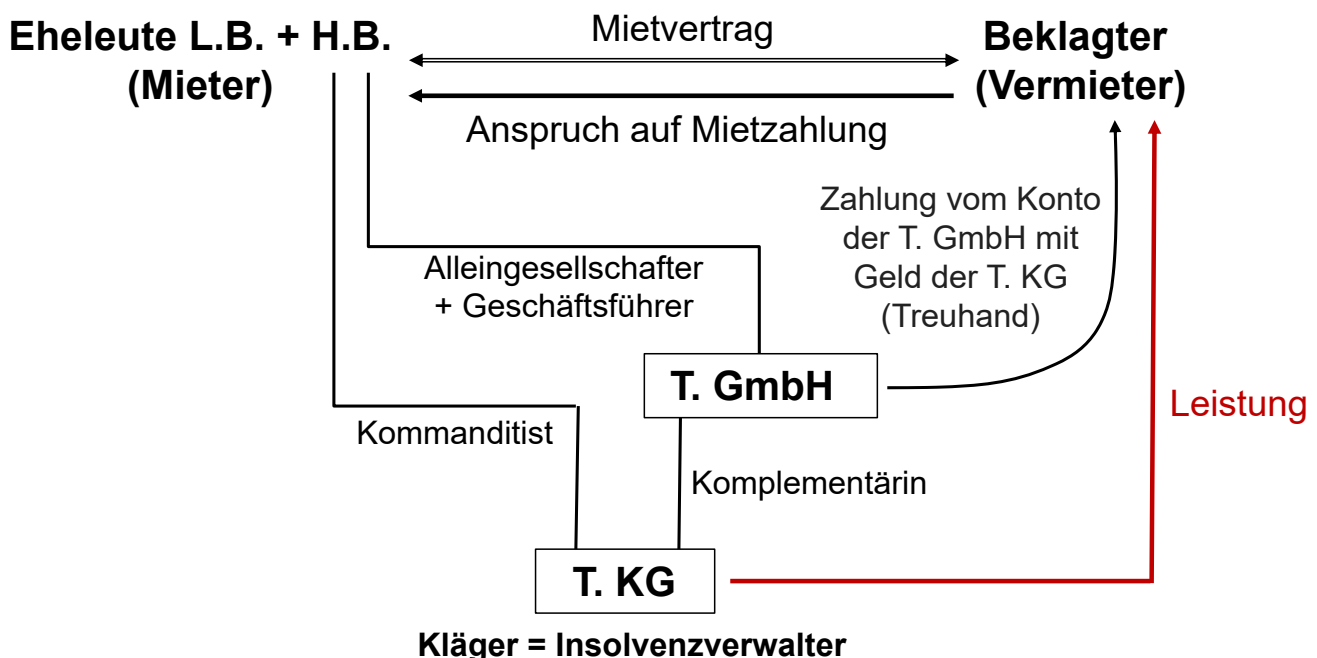 Eheleute L.B. + H.B.
(Mieter)
Mietvertrag
Beklagter
(Vermieter)
Anspruch auf Mietzahlung
Zahlung vom Konto
der T. GmbH mit
Geld der T. KG
(Treuhand)
Alleingesellschafter
+ Geschäftsführer
T. GmbH
Leistung
Kommanditist
Komplementärin
T. KG
Kläger = Insolvenzverwalter